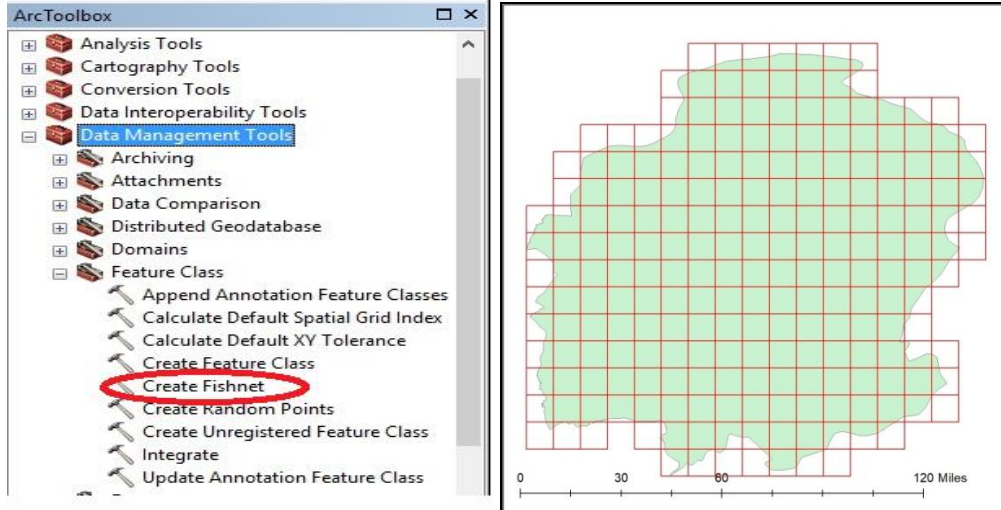 ArcToolbox
Analysis Tools
Cartography Tools
Conversion Tools
Data Interoperability Tools
Data Management Tools
Archiving
Attachments
Data Comparison
Distributed Geodatabase
Domains
Feature Class
Append Annotation Feature Classes
Calculate Default Spatial Grid Index
Calculate Default XY Tolerance
Create Feature Class
Create Fishnet
Create Random Points
Create Unregistered Feature Class
Integrate
Update Annotation Feature Class
0 30 60 120 Miles